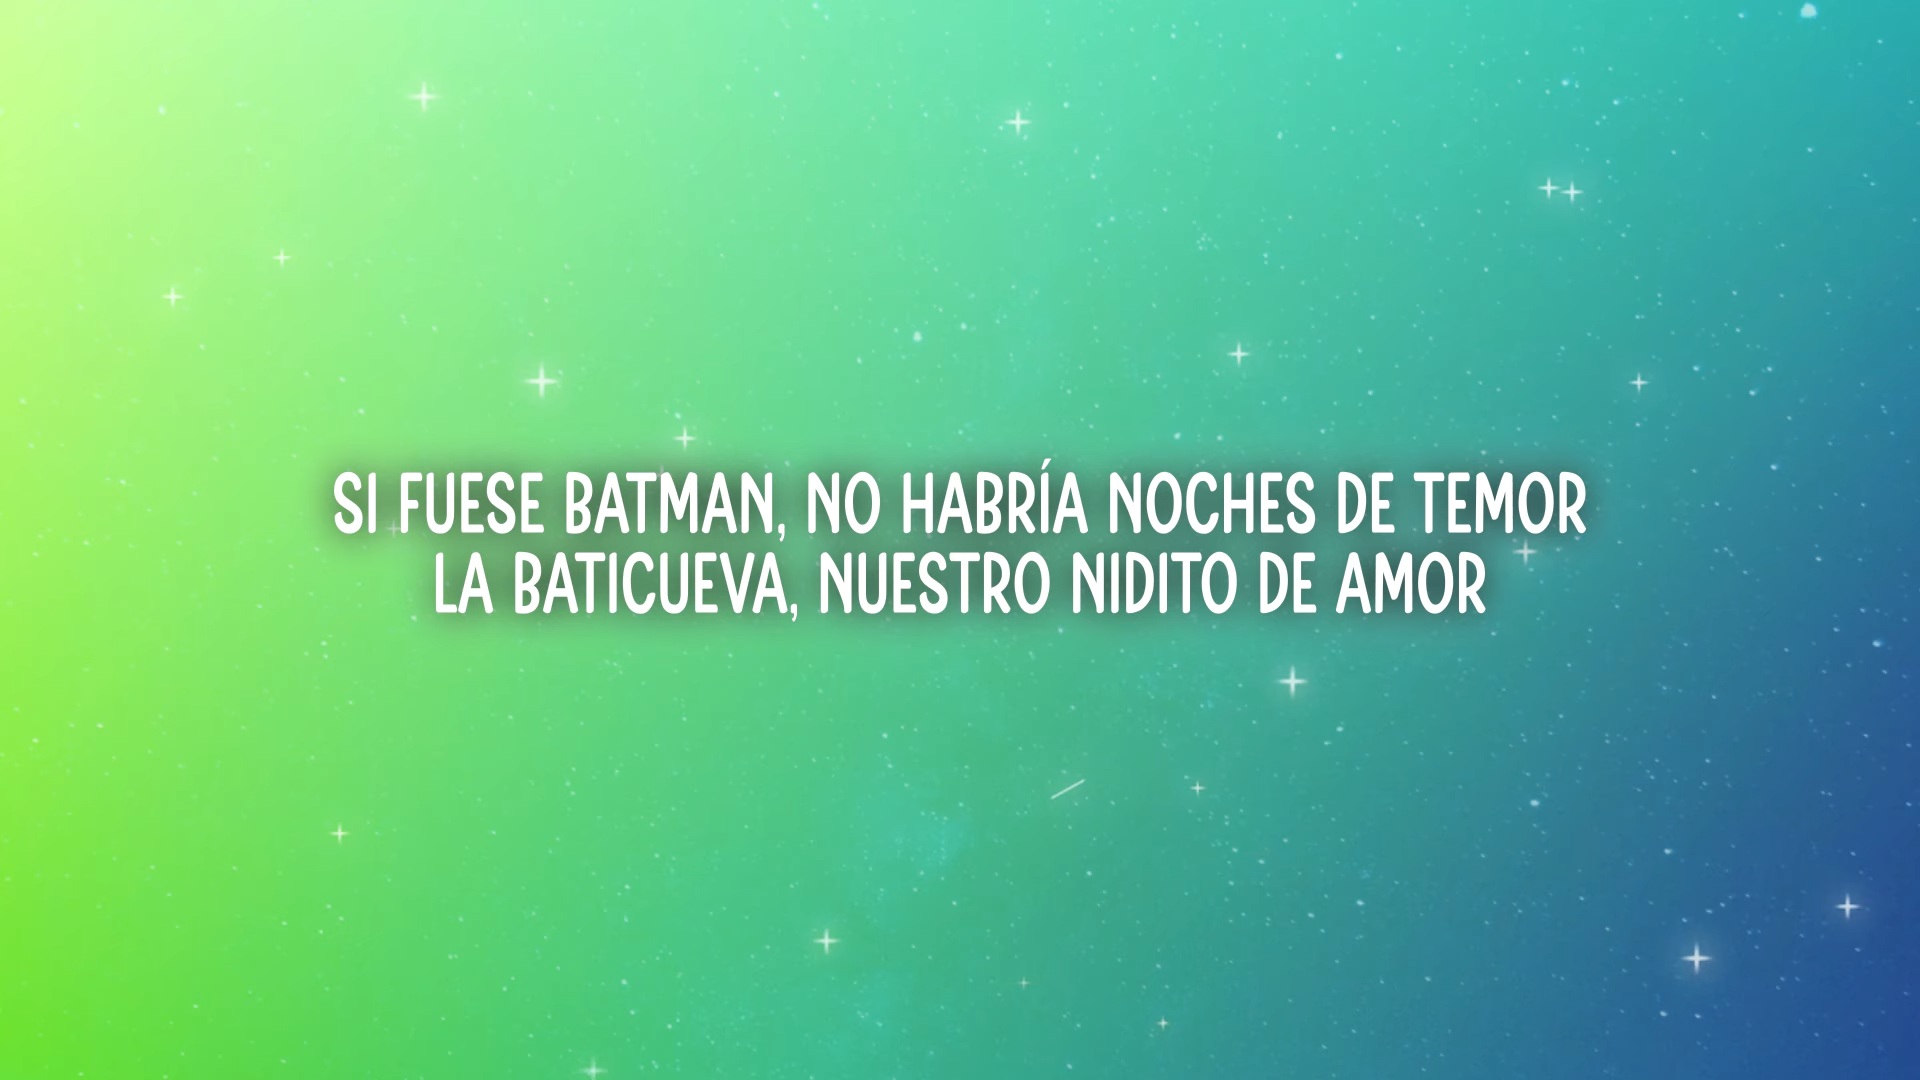 SI FUESE BATMAN, NO HABRÍA NOCHES DE TEMOR
LA BATICUEVA, NUESTRO NIDITO DE AMOR